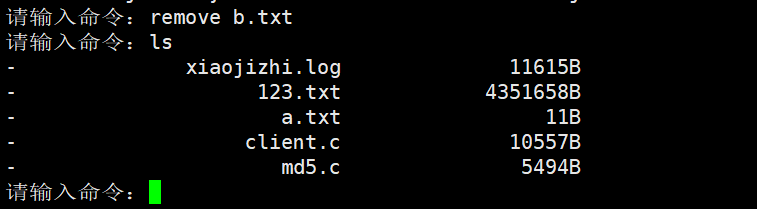 请输入命令：remove b.txt
请输入命令：ls
- xiaojizhi.log 11615B
- 123.txt 4351658B
- a.txt 11B
- client.c 10557B
- md5.c 5494B
请输入命令：